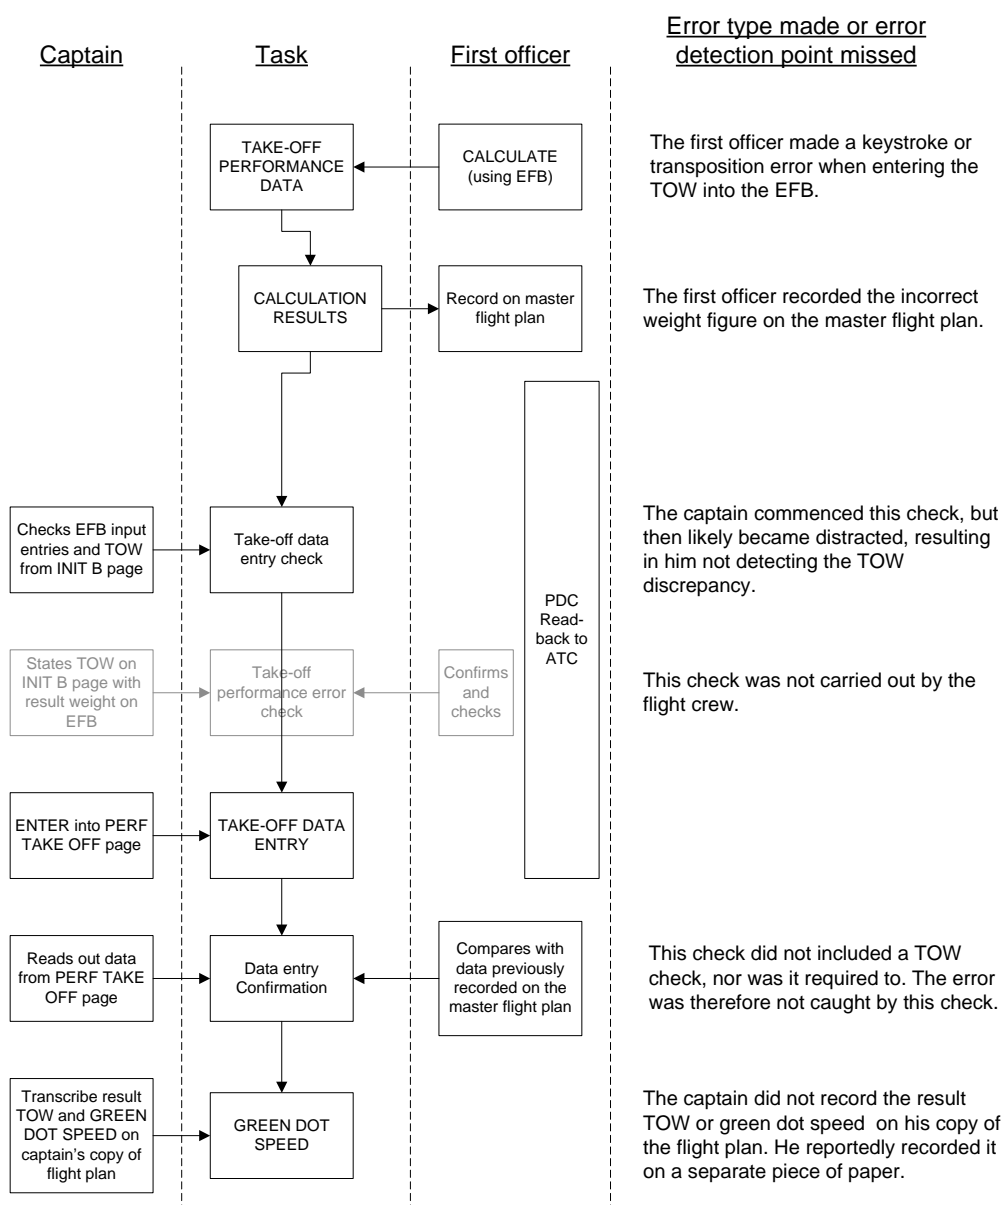 Captain
Task
First officer
Error type made or error
detection point missed
TAKE-OFF
PERFORMANCE
DATA
CALCULATE
(using EFB)
The first officer made a keystroke or
transposition error when entering the
TOW into the EFB.
CALCULATION
RESULTS
Record on master
flight plan
The first officer recorded the incorrect
weight figure on the master flight plan.
Checks EFB input
entries and TOW
from INIT B page
Take-off data
entry check
PDC
Read-
back to
ATC
The captain commenced this check, but
then likely became distracted, resulting
in him not detecting the TOW
discrepancy.
States TOW on
INIT B page with
result weight on
EFB
Take-off
performance error
check
Confirms
and
checks
This check was not carried out by the
flight crew.
ENTER into PERF
TAKE OFF page
TAKE-OFF DATA
ENTRY
Reads out data
from PERF TAKE
OFF page
Data entry
Confirmation
Compares with
data previously
recorded on the
master flight plan
This check did not included a TOW
check, nor was it required to. The error
was therefore not caught by this check.
Transcribe result
TOW and GREEN
DOT SPEED on
captain's copy of
flight plan
GREEN DOT
SPEED
The captain did not record the result
TOW or green dot speed  on his copy of
the flight plan. He reportedly recorded it
on a separate piece of paper.